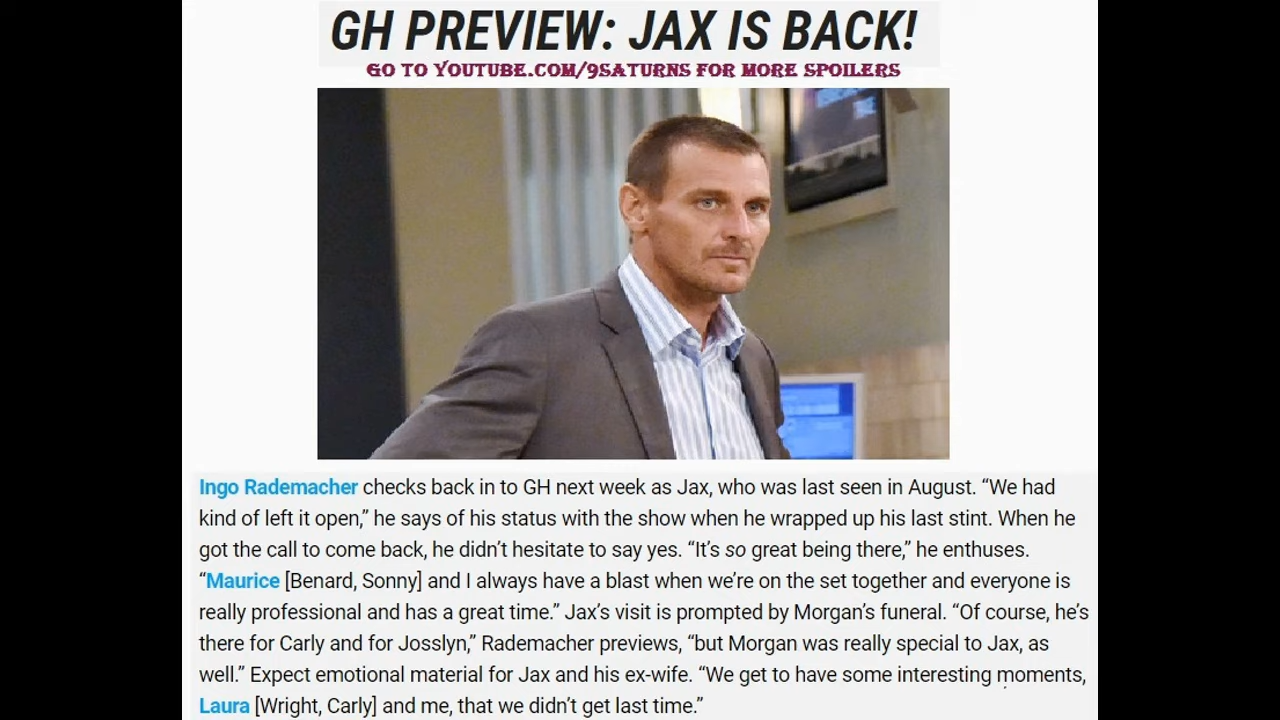 GH PREVIEW: JAX IS BACK!
GO TO YOUTUBE.COM/9SATURNS FOR MORE SPOILERS
Ingo Rademacher checks back in to GH next week as Jax, who was last seen in August. “We had
kind of left it open,” he says of his status with the show when he wrapped up his last stint. When he
got the call to come back, he didn’t hesitate to say yes. “It’s so great being there,” he enthuses.
“Maurice [Benard, Sonny] and I always have a blast when we’re on the set together and everyone is
really professional and has a great time.” Jax’s visit is prompted by Morgan’s funeral. “Of course, he’s
there for Carly and for Josslyn,” Rademacher previews, “but Morgan was really special to Jax, as
well.” Expect emotional material for Jax and his ex-wife. “We get to have some interesting moments,
Laura [Wright, Carly] and me, that we didn’t get last time.”